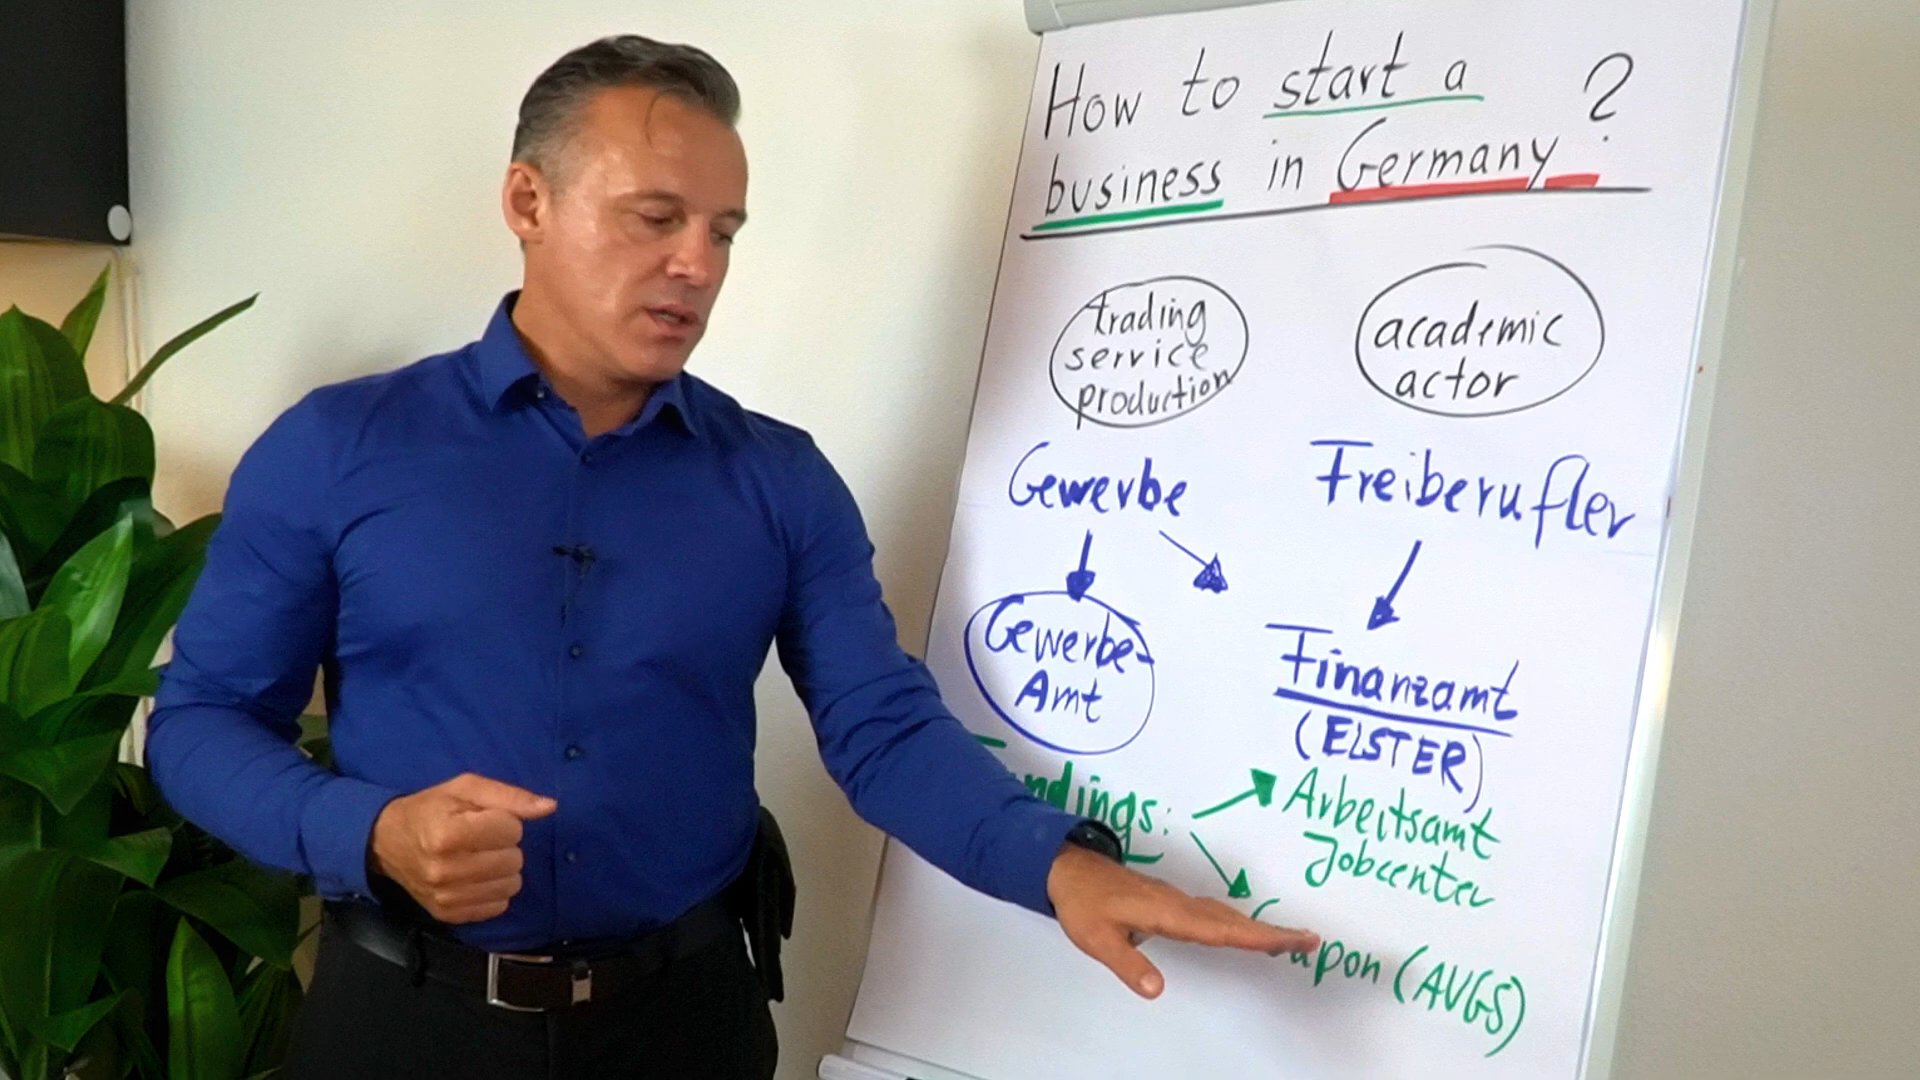 How to start a ?
business in Germany
trading
service
production
academic
actor
Gewerbe
Freiberufler
Gewerbe-
Amt
Finanzamt
(ELSTER)
Arbeitsamt
Jobcenter
(AVGS)